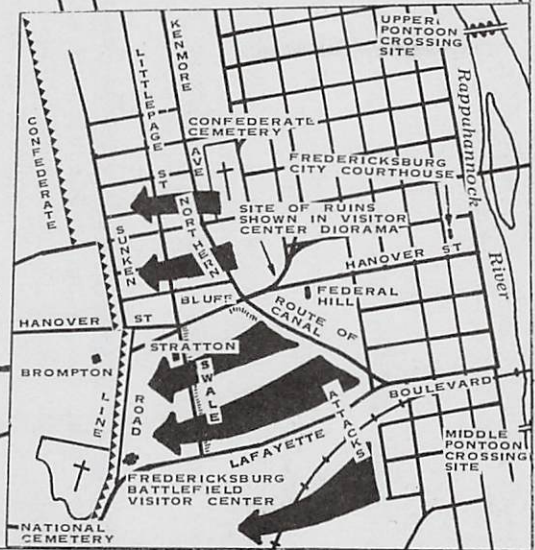 UPPER
PONTOON
CROSSING
SITE
KENMORE
AVE
LITTLEPAGE
ST
CONFEDERATE
CEMETERY
Rappahannock
River
CONFEDERATE
LINE
FREDERICKSBURG
CITY COURTHOUSE
SITE OF RUINS
SHOWN IN VISITOR
CENTER DIORAMA
NORTHERN
ATTACKS
SUNKEN
ROAD
HANOVER ST
FEDERAL
HILL
BLUFF
ROUTE OF
CANAL
HANOVER ST
STRATTON
SWALE
BROMPTON
BOULEVARD
LAFAYETTE
MIDDLE
PONTOON
CROSSING
SITE
FREDERICKSBURG
BATTLEFIELD
VISITOR CENTER
NATIONAL
CEMETERY